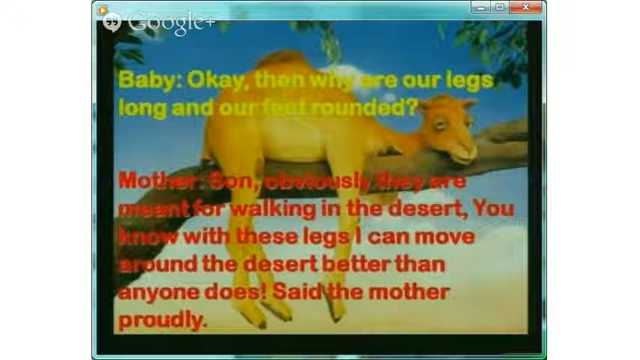 Google+
Baby: Okay, then why are our legs
long and our feet rounded?
Mother: Son, obviously they are
meant for walking in the desert, You
know with these legs I can move
around the desert better than
anyone does! Said the mother
proudly.